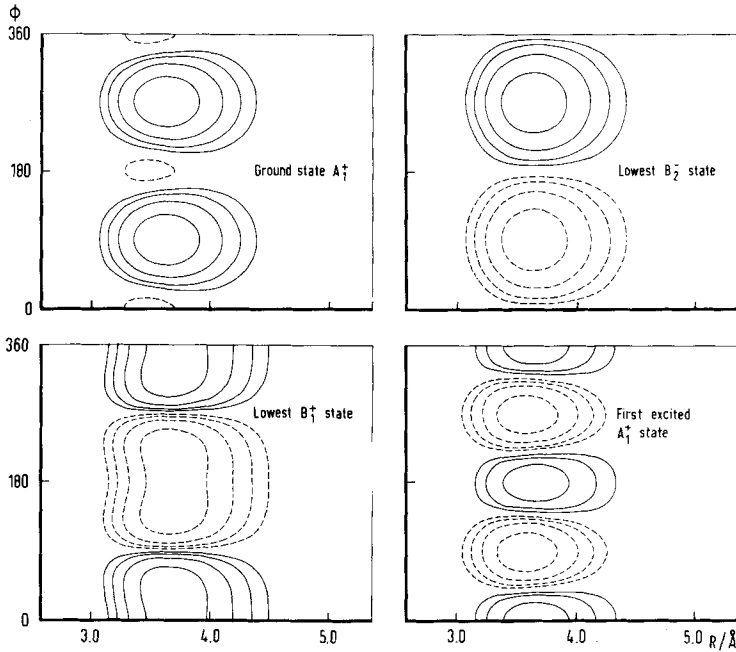 Φ
360
180
0
Ground state A₁⁺
Lowest B₂⁻ state
360
180
0
Lowest B₁⁺ state
First excited
A₁⁺ state
3.0 4.0 5.0
3.0 4.0 5.0 R/Å